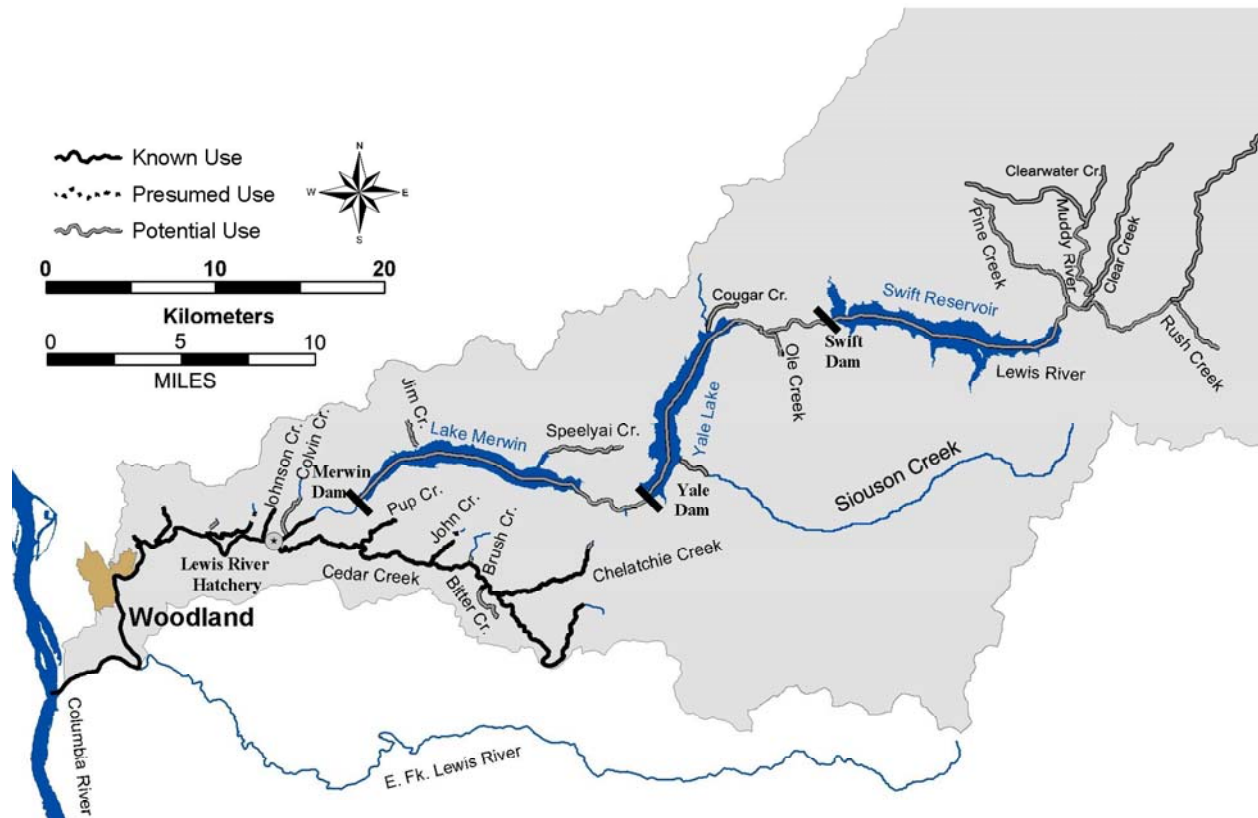 N
W
E
S
Known Use
Presumed Use
Potential Use
0
10
20
Kilometers
0
5
10
MILES
Clearwater Cr.
Pine Creek
Muddy River
Clear Creek
Rush Creek
Swift Reservoir
Lewis River
Cougar Cr.
Swift
Dam
Ole Creek
Yale Lake
Yale
Dam
Siouson Creek
Speelyai Cr.
Lake Merwin
Jim Cr.
Merwin
Dam
Colvin Cr.
Johnson Cr.
Pup Cr.
John Cr.
Brush Cr.
Chelatchie Creek
Bitter Cr.
Cedar Creek
Lewis River
Hatchery
Woodland
Columbia River
E. Fk. Lewis River